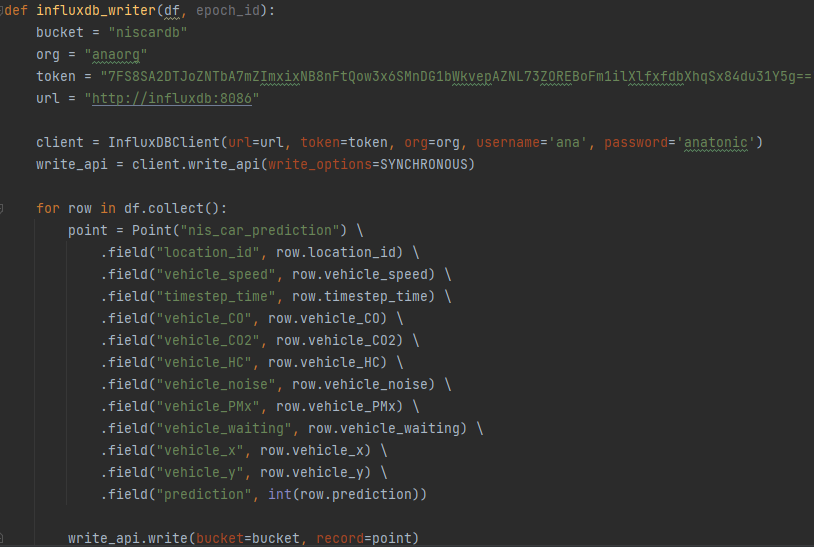 def influxdb_writer(df, epoch_id):
    bucket = "niscardb"
    org = "anaorg"
    token = "7FS8SA2DTJoZNTbA7mZImxixNB8nFtQow3x6SMnDG1bWkvepAZNL73ZOREBoFm1ilXlfxfdbXhqSx84du31Y5g==
    url = "http://influxdb:8086"
    client = InfluxDBClient(url=url, token=token, org=org, username='ana', password='anatonic')
    write_api = client.write_api(write_options=SYNCHRONOUS)
    for row in df.collect():
        point = Point("nis_car_prediction") \
            .field("location_id", row.location_id) \
            .field("vehicle_speed", row.vehicle_speed) \
            .field("timestep_time", row.timestep_time) \
            .field("vehicle_CO", row.vehicle_CO) \
            .field("vehicle_CO2", row.vehicle_CO2) \
            .field("vehicle_HC", row.vehicle_HC) \
            .field("vehicle_noise", row.vehicle_noise) \
            .field("vehicle_PMx", row.vehicle_PMx) \
            .field("vehicle_waiting", row.vehicle_waiting) \
            .field("vehicle_x", row.vehicle_x) \
            .field("vehicle_y", row.vehicle_y) \
            .field("prediction", int(row.prediction))
        write_api.write(bucket=bucket, record=point)